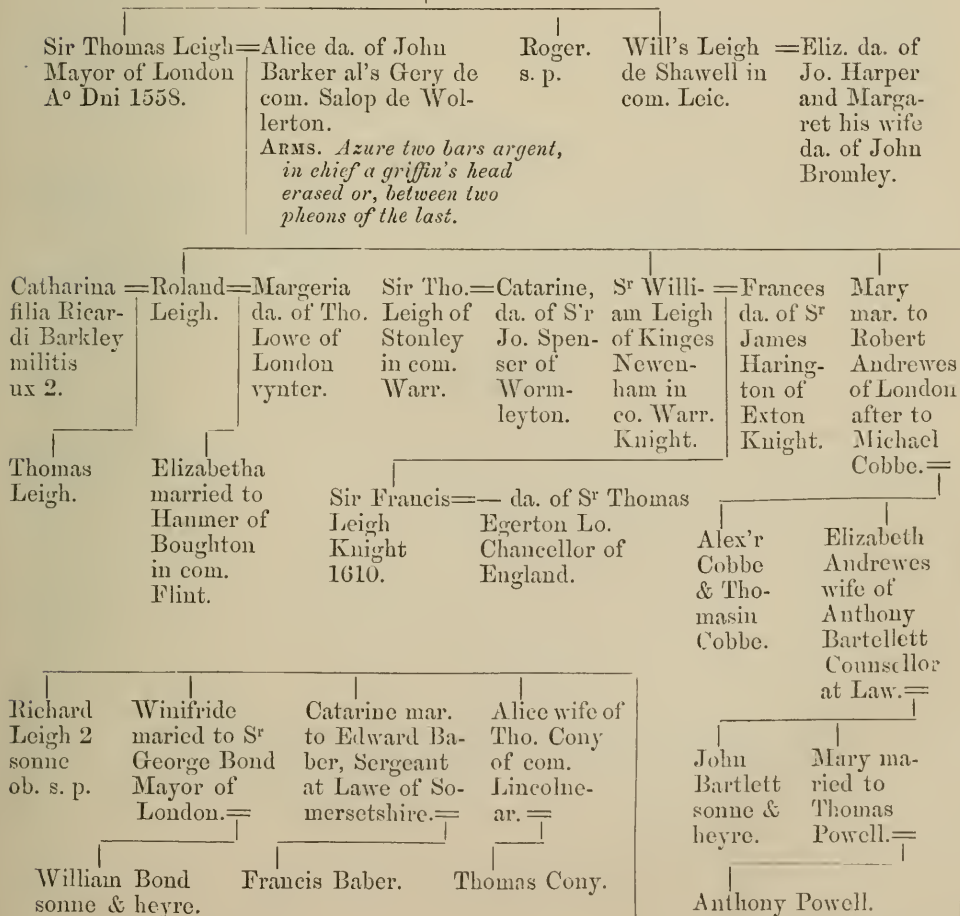 Sir Thomas Leigh=
Mayor of London
Aº Dni 1558.
Alice da. of John
Barker al's Gery de
com. Salop de Wol-
lerton.
ARMS. Azure two bars argent,
in chief a griffin's head
erased or, between two
pheons of the last.
Roger.
s. p.
Will's Leigh
de Shawell in
com. Leic.
=Eliz. da. of
Jo. Harper
and Marga-
ret his wife
da. of John
Bromley.
Catharina
filia Ricar-
di Barkley
militis
ux 2.
=Roland=
Leigh.
Margeria
da. of Tho.
Lowe of
London
vynter.
Sir Tho.=
Leigh of
Stonley
in com.
Warr.
Catarine,
da. of S'r
Jo. Spen-
ser of
Worm-
leyton.
Sʳ Willi-
am Leigh
of Kinges
Newen-
ham in
co. Warr.
Knight.
=Frances
da. of Sʳ
James
Haring-
ton of
Exton
Knight.
Mary
mar. to
Robert
Andrewes
of London
after to
Michael
Cobbe.=
Thomas
Leigh.
Elizabetha
married to
Hanmer of
Boughton
in com.
Flint.
Sir Francis=
Leigh
Knight
1610.
— da. of Sʳ Thomas
Egerton Lo.
Chancellor of
England.
Alex'r
Cobbe
& Tho-
masin
Cobbe.
Elizabeth
Andrewes
wife of
Anthony
Bartellett
Counsellor
at Law.=
Richard
Leigh 2
sonne
ob. s. p.
Winifride
maried to Sʳ
George Bond
Mayor of
London.=
Catarine mar.
to Edward Ba-
ber, Sergeant
at Lawe of So-
mersetshire.=
Alice wife of
Tho. Cony
of com.
Lincolne-
ar. =
John
Bartlett
sonne &
heyre.
Mary ma-
ried to
Thomas
Powell.=
William Bond
sonne & heyre.
Francis Baber.
Thomas Cony.
Anthony Powell.